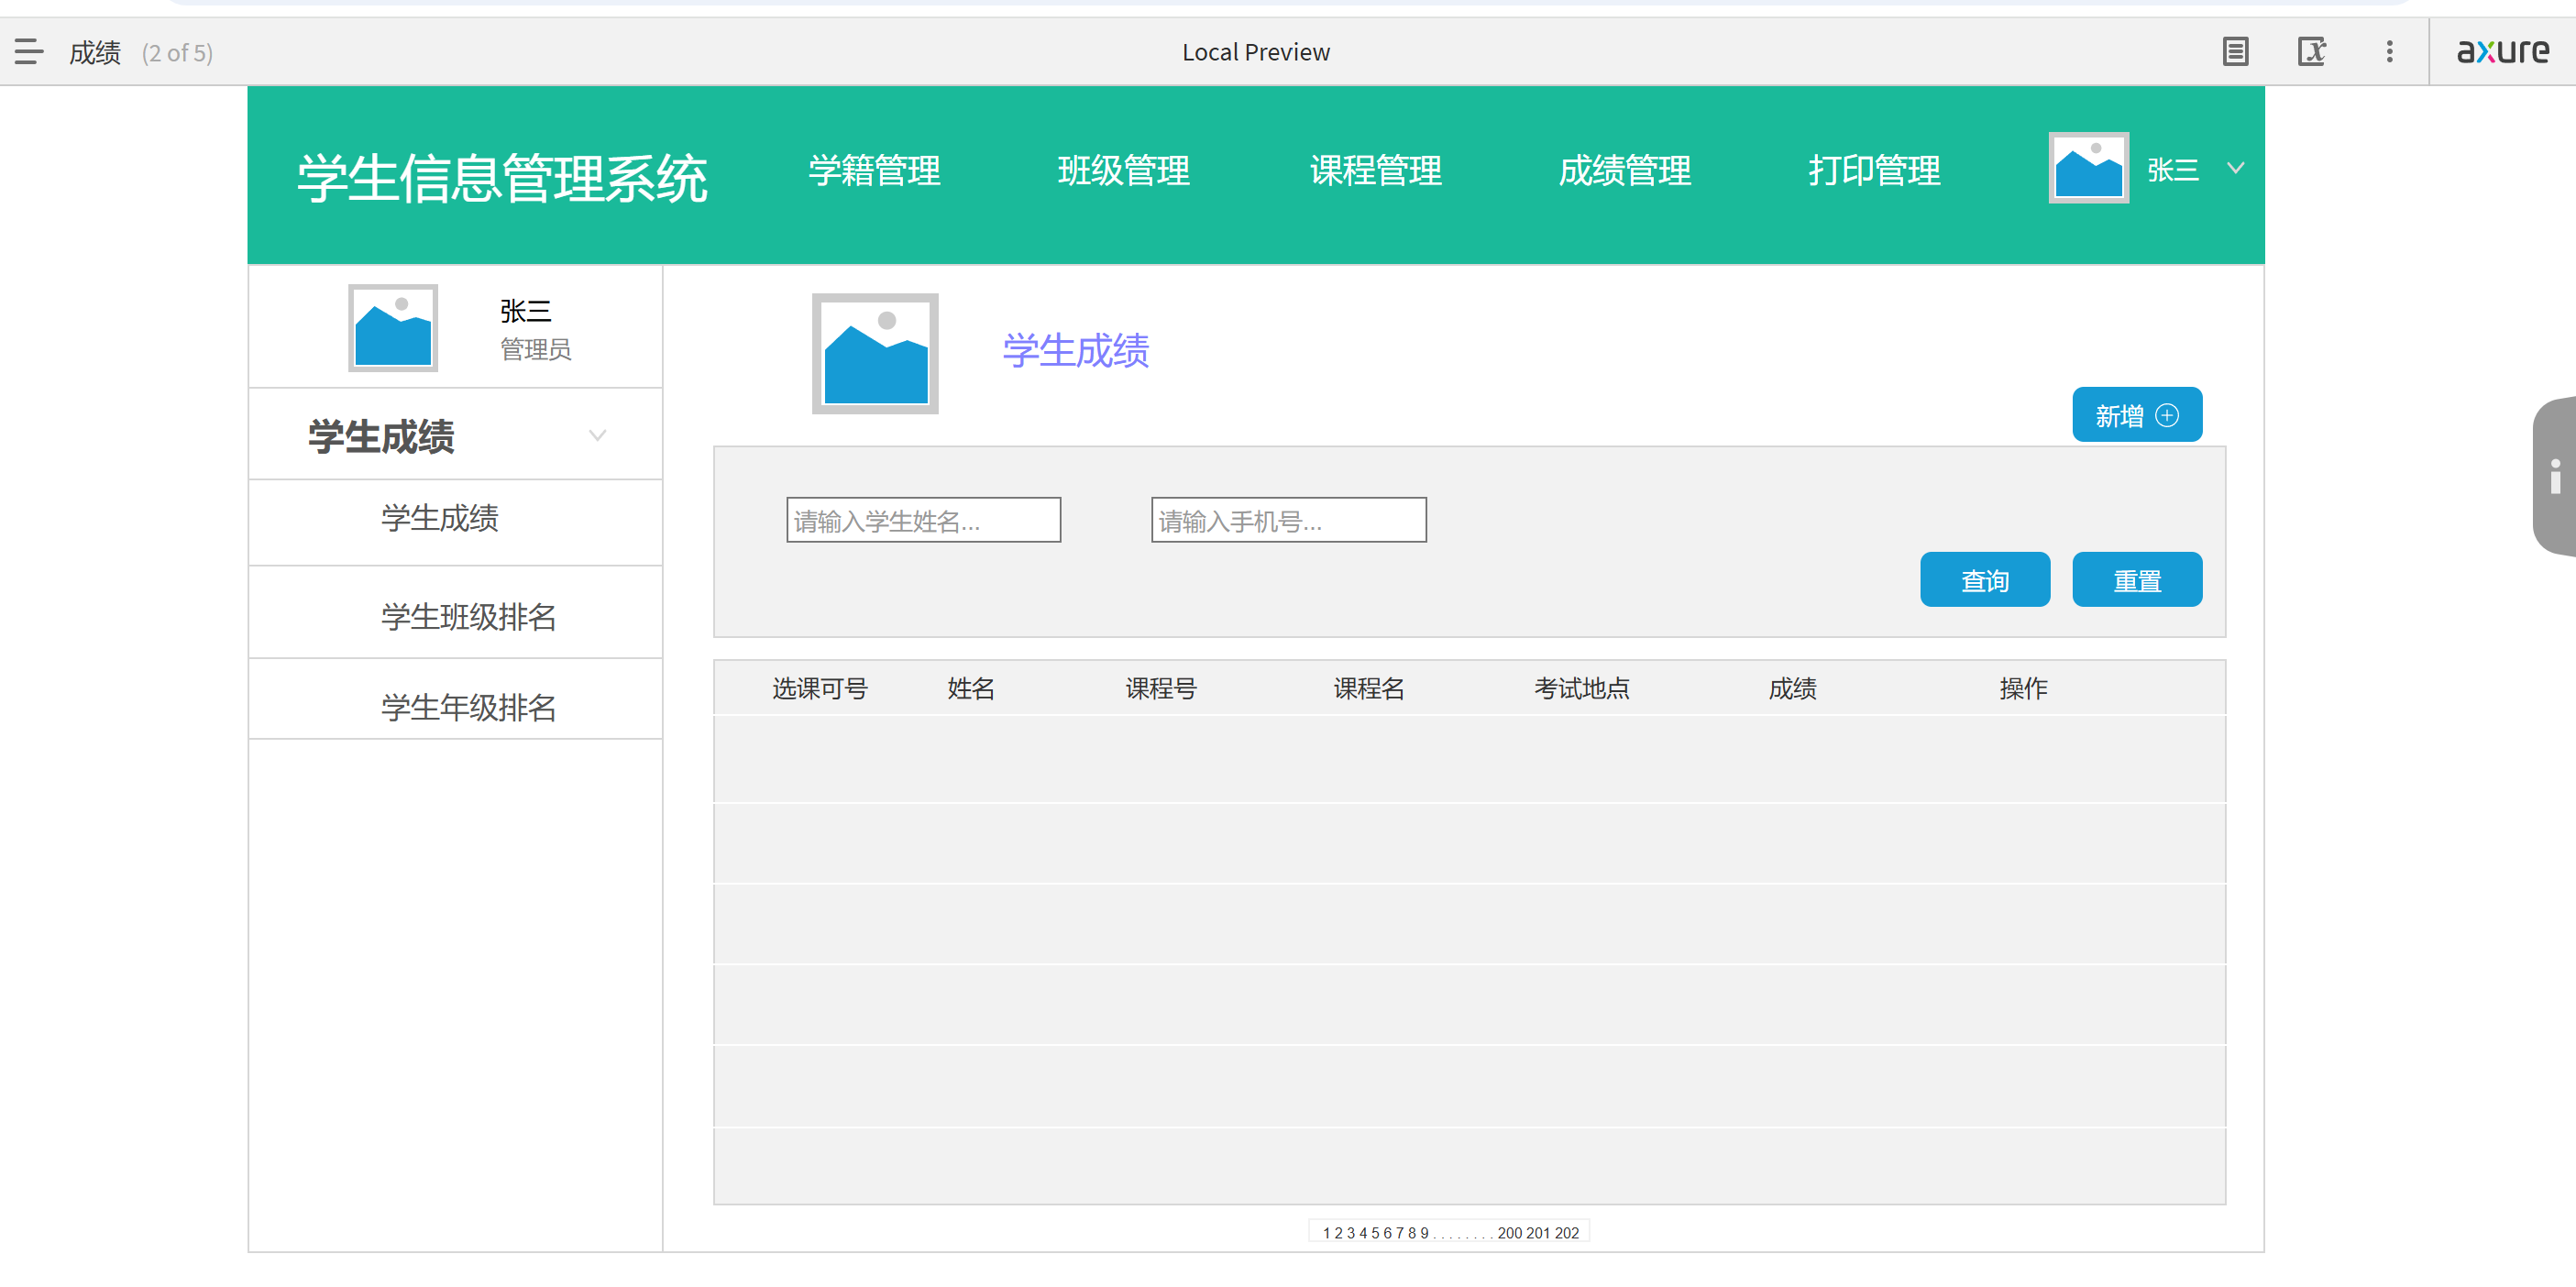 成绩 (2 of 5)
Local Preview
axure
学生信息管理系统
学籍管理
班级管理
课程管理
成绩管理
打印管理
张三
张三
管理员
学生成绩
学生成绩
学生班级排名
学生年级排名
学生成绩
新增
请输入学生姓名...
请输入手机号...
查询
重置
选课可号 姓名 课程号 课程名 考试地点 成绩 操作
1 2 3 4 5 6 7 8 9 . . . . . . . . 200 201 202